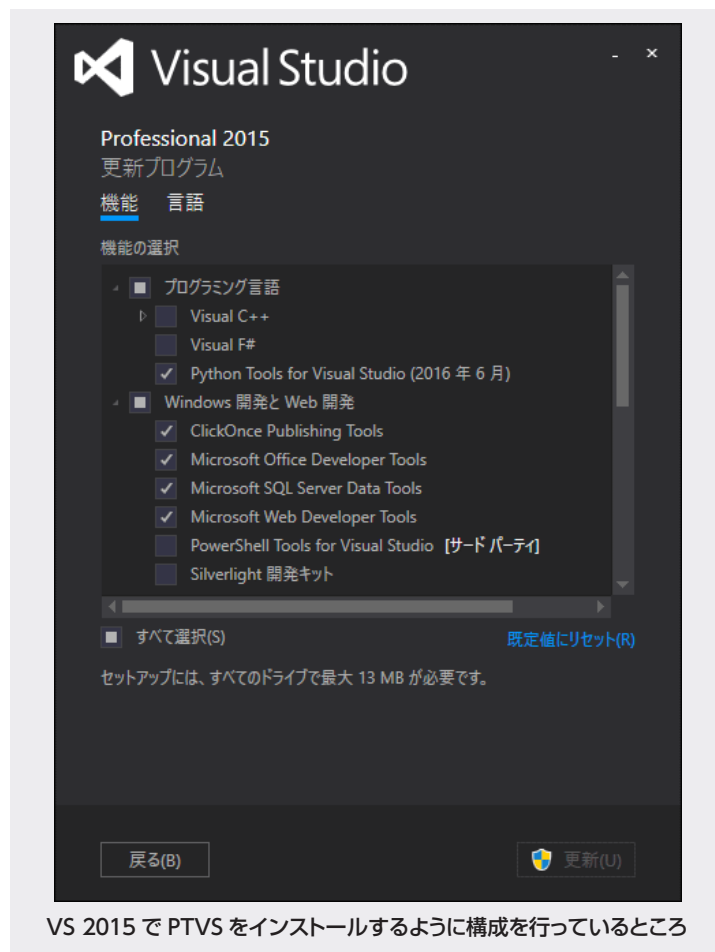 Visual Studio
Professional 2015
更新プログラム
機能 言語
機能の選択
プログラミング言語
Visual C++
Visual F#
Python Tools for Visual Studio (2016 年 6 月)
Windows 開発と Web 開発
ClickOnce Publishing Tools
Microsoft Office Developer Tools
Microsoft SQL Server Data Tools
Microsoft Web Developer Tools
PowerShell Tools for Visual Studio [サード パーティ]
Silverlight 開発キット
すべて選択(S) 既定値にリセット(R)
セットアップには、すべてのドライブで最大 13 MB が必要です。
戻る(B) 更新(U)
VS 2015 で PTVS をインストールするように構成を行っているところ